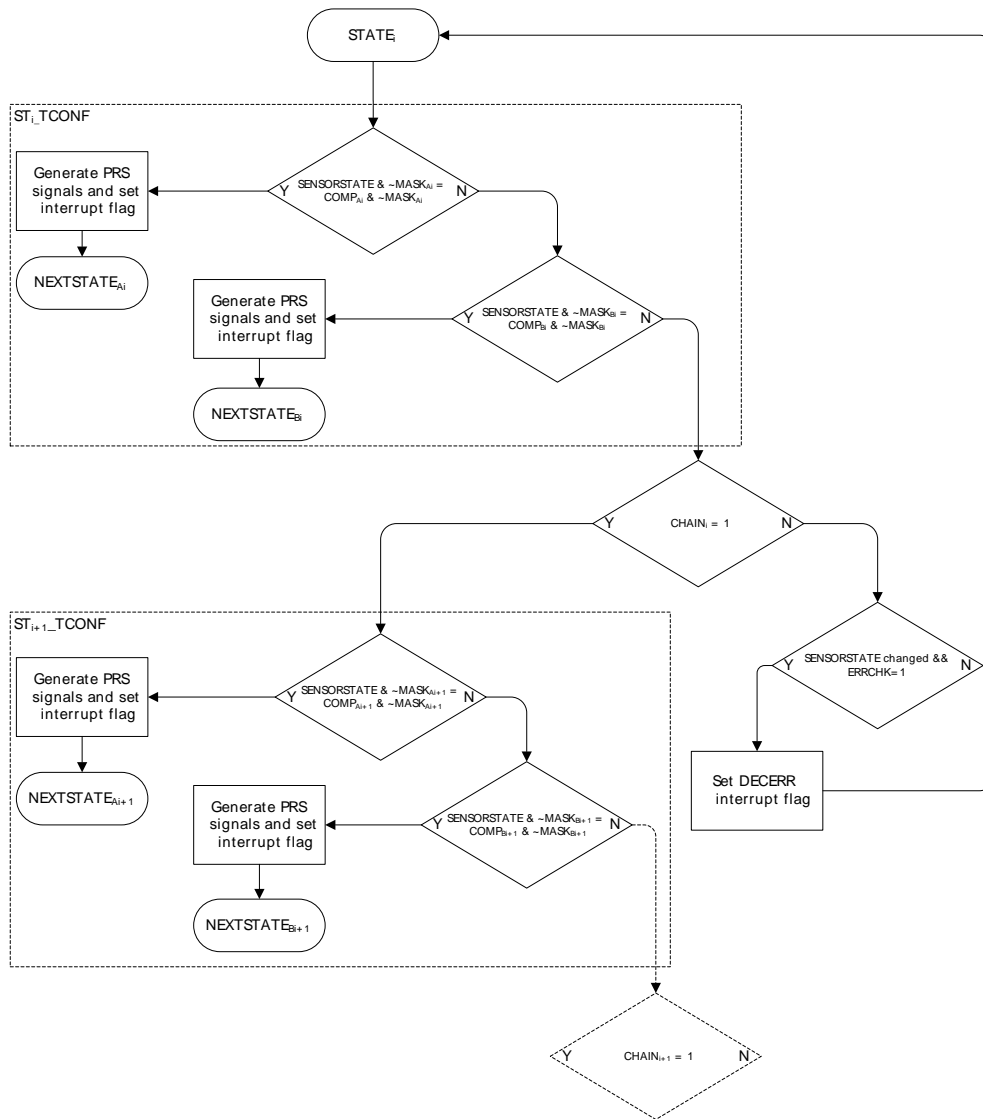 STATEi
STi_TCONF
Generate PRS
signals and set
interrupt flag
Y
SENSORSTATE & ~MASKAi =
COMPAi & ~MASKAi
N
NEXTSTATEAi
Generate PRS
signals and set
interrupt flag
Y
SENSORSTATE & ~MASKBi =
COMPBi & ~MASKBi
N
NEXTSTATEBi
Y
CHAINi = 1
N
STi+1_TCONF
Generate PRS
signals and set
interrupt flag
Y
SENSORSTATE & ~MASKAi+1 =
COMPAi+1 & ~MASKAi+1
N
Y
SENSORSTATE changed &&
ERRCHK= 1
N
NEXTSTATEAi+1
Set DECERR
interrupt flag
Generate PRS
signals and set
interrupt flag
Y
SENSORSTATE & ~MASKBi+1 =
COMPBi+1 & ~MASKBi+1
N
NEXTSTATEBi+1
Y
CHAINi+1 = 1
N